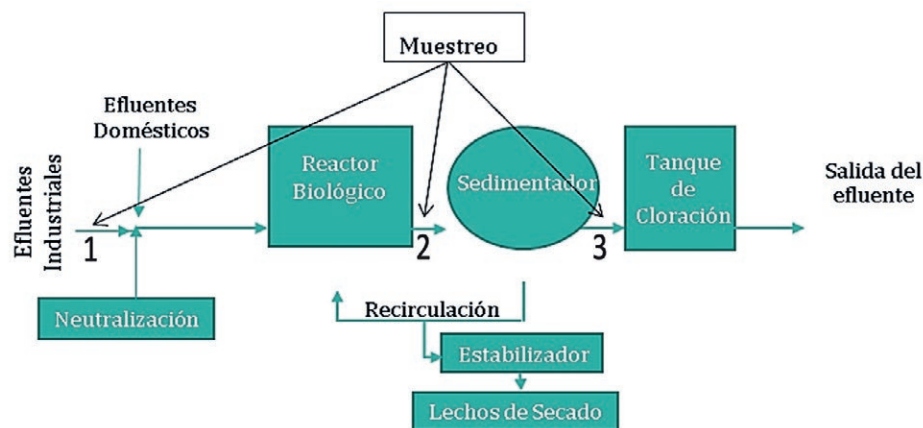 Muestreo
Efluentes
Domésticos
Efluentes
Industriales
Reactor
Biológico
Sedimentador
Tanque
de
Cloración
Salida del
efluente
1
2
3
Neutralización
Recirculación
Estabilizador
Lechos de Secado